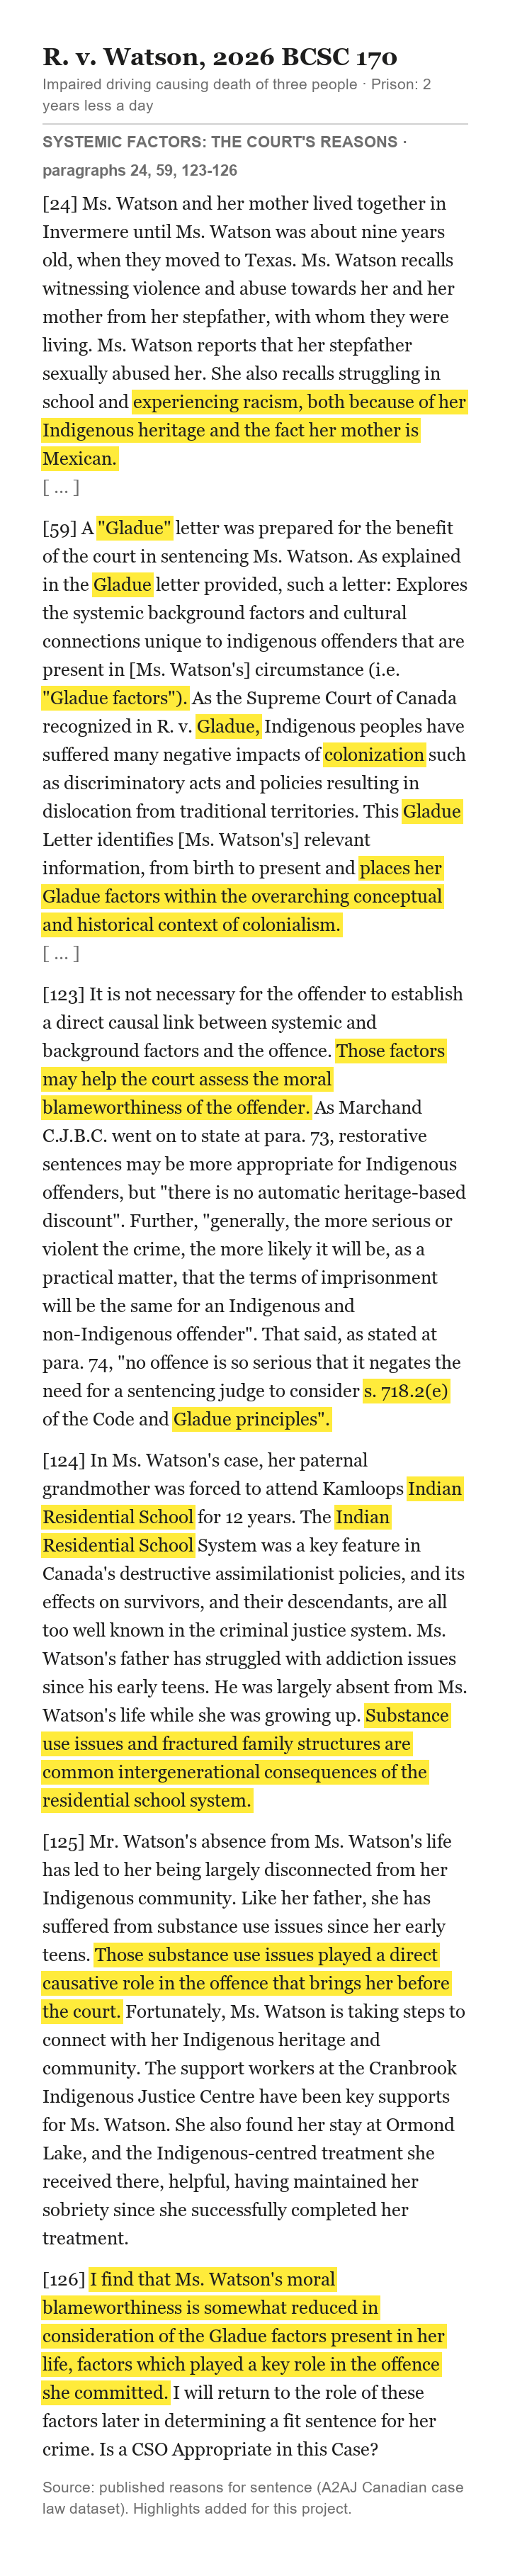 R. v. Watson, 2026 BCSC 170
Impaired driving causing death of three people · Prison: 2
years less a day
SYSTEMIC FACTORS: THE COURT'S REASONS ·
paragraphs 24, 59, 123-126
[24] Ms. Watson and her mother lived together in
Invermere until Ms. Watson was about nine years
old, when they moved to Texas. Ms. Watson recalls
witnessing violence and abuse towards her and her
mother from her stepfather, with whom they were
living. Ms. Watson reports that her stepfather
sexually abused her. She also recalls struggling in
school and experiencing racism, both because of her
Indigenous heritage and the fact her mother is
Mexican.
[ ... ]
[59] A "Gladue" letter was prepared for the benefit
of the court in sentencing Ms. Watson. As explained
in the Gladue letter provided, such a letter: Explores
the systemic background factors and cultural
connections unique to indigenous offenders that are
present in [Ms. Watson's] circumstance (i.e.
"Gladue factors"). As the Supreme Court of Canada
recognized in R. v. Gladue, Indigenous peoples have
suffered many negative impacts of colonization such
as discriminatory acts and policies resulting in
dislocation from traditional territories. This Gladue
Letter identifies [Ms. Watson's] relevant
information, from birth to present and places her
Gladue factors within the overarching conceptual
and historical context of colonialism.
[ ... ]
[123] It is not necessary for the offender to establish
a direct causal link between systemic and
background factors and the offence. Those factors
may help the court assess the moral
blameworthiness of the offender. As Marchand
C.J.B.C. went on to state at para. 73, restorative
sentences may be more appropriate for Indigenous
offenders, but "there is no automatic heritage-based
discount". Further, "generally, the more serious or
violent the crime, the more likely it will be, as a
practical matter, that the terms of imprisonment
will be the same for an Indigenous and
non-Indigenous offender". That said, as stated at
para. 74, "no offence is so serious that it negates the
need for a sentencing judge to consider s. 718.2(e)
of the Code and Gladue principles".
[124] In Ms. Watson's case, her paternal
grandmother was forced to attend Kamloops Indian
Residential School for 12 years. The Indian
Residential School System was a key feature in
Canada's destructive assimilationist policies, and its
effects on survivors, and their descendants, are all
too well known in the criminal justice system. Ms.
Watson's father has struggled with addiction issues
since his early teens. He was largely absent from Ms.
Watson's life while she was growing up. Substance
use issues and fractured family structures are
common intergenerational consequences of the
residential school system.
[125] Mr. Watson's absence from Ms. Watson's life
has led to her being largely disconnected from her
Indigenous community. Like her father, she has
suffered from substance use issues since her early
teens. Those substance use issues played a direct
causative role in the offence that brings her before
the court. Fortunately, Ms. Watson is taking steps to
connect with her Indigenous heritage and
community. The support workers at the Cranbrook
Indigenous Justice Centre have been key supports
for Ms. Watson. She also found her stay at Ormond
Lake, and the Indigenous-centred treatment she
received there, helpful, having maintained her
sobriety since she successfully completed her
treatment.
[126] I find that Ms. Watson's moral
blameworthiness is somewhat reduced in
consideration of the Gladue factors present in her
life, factors which played a key role in the offence
she committed. I will return to the role of these
factors later in determining a fit sentence for her
crime. Is a CSO Appropriate in this Case?
Source: published reasons for sentence (A2AJ Canadian case
law dataset). Highlights added for this project.